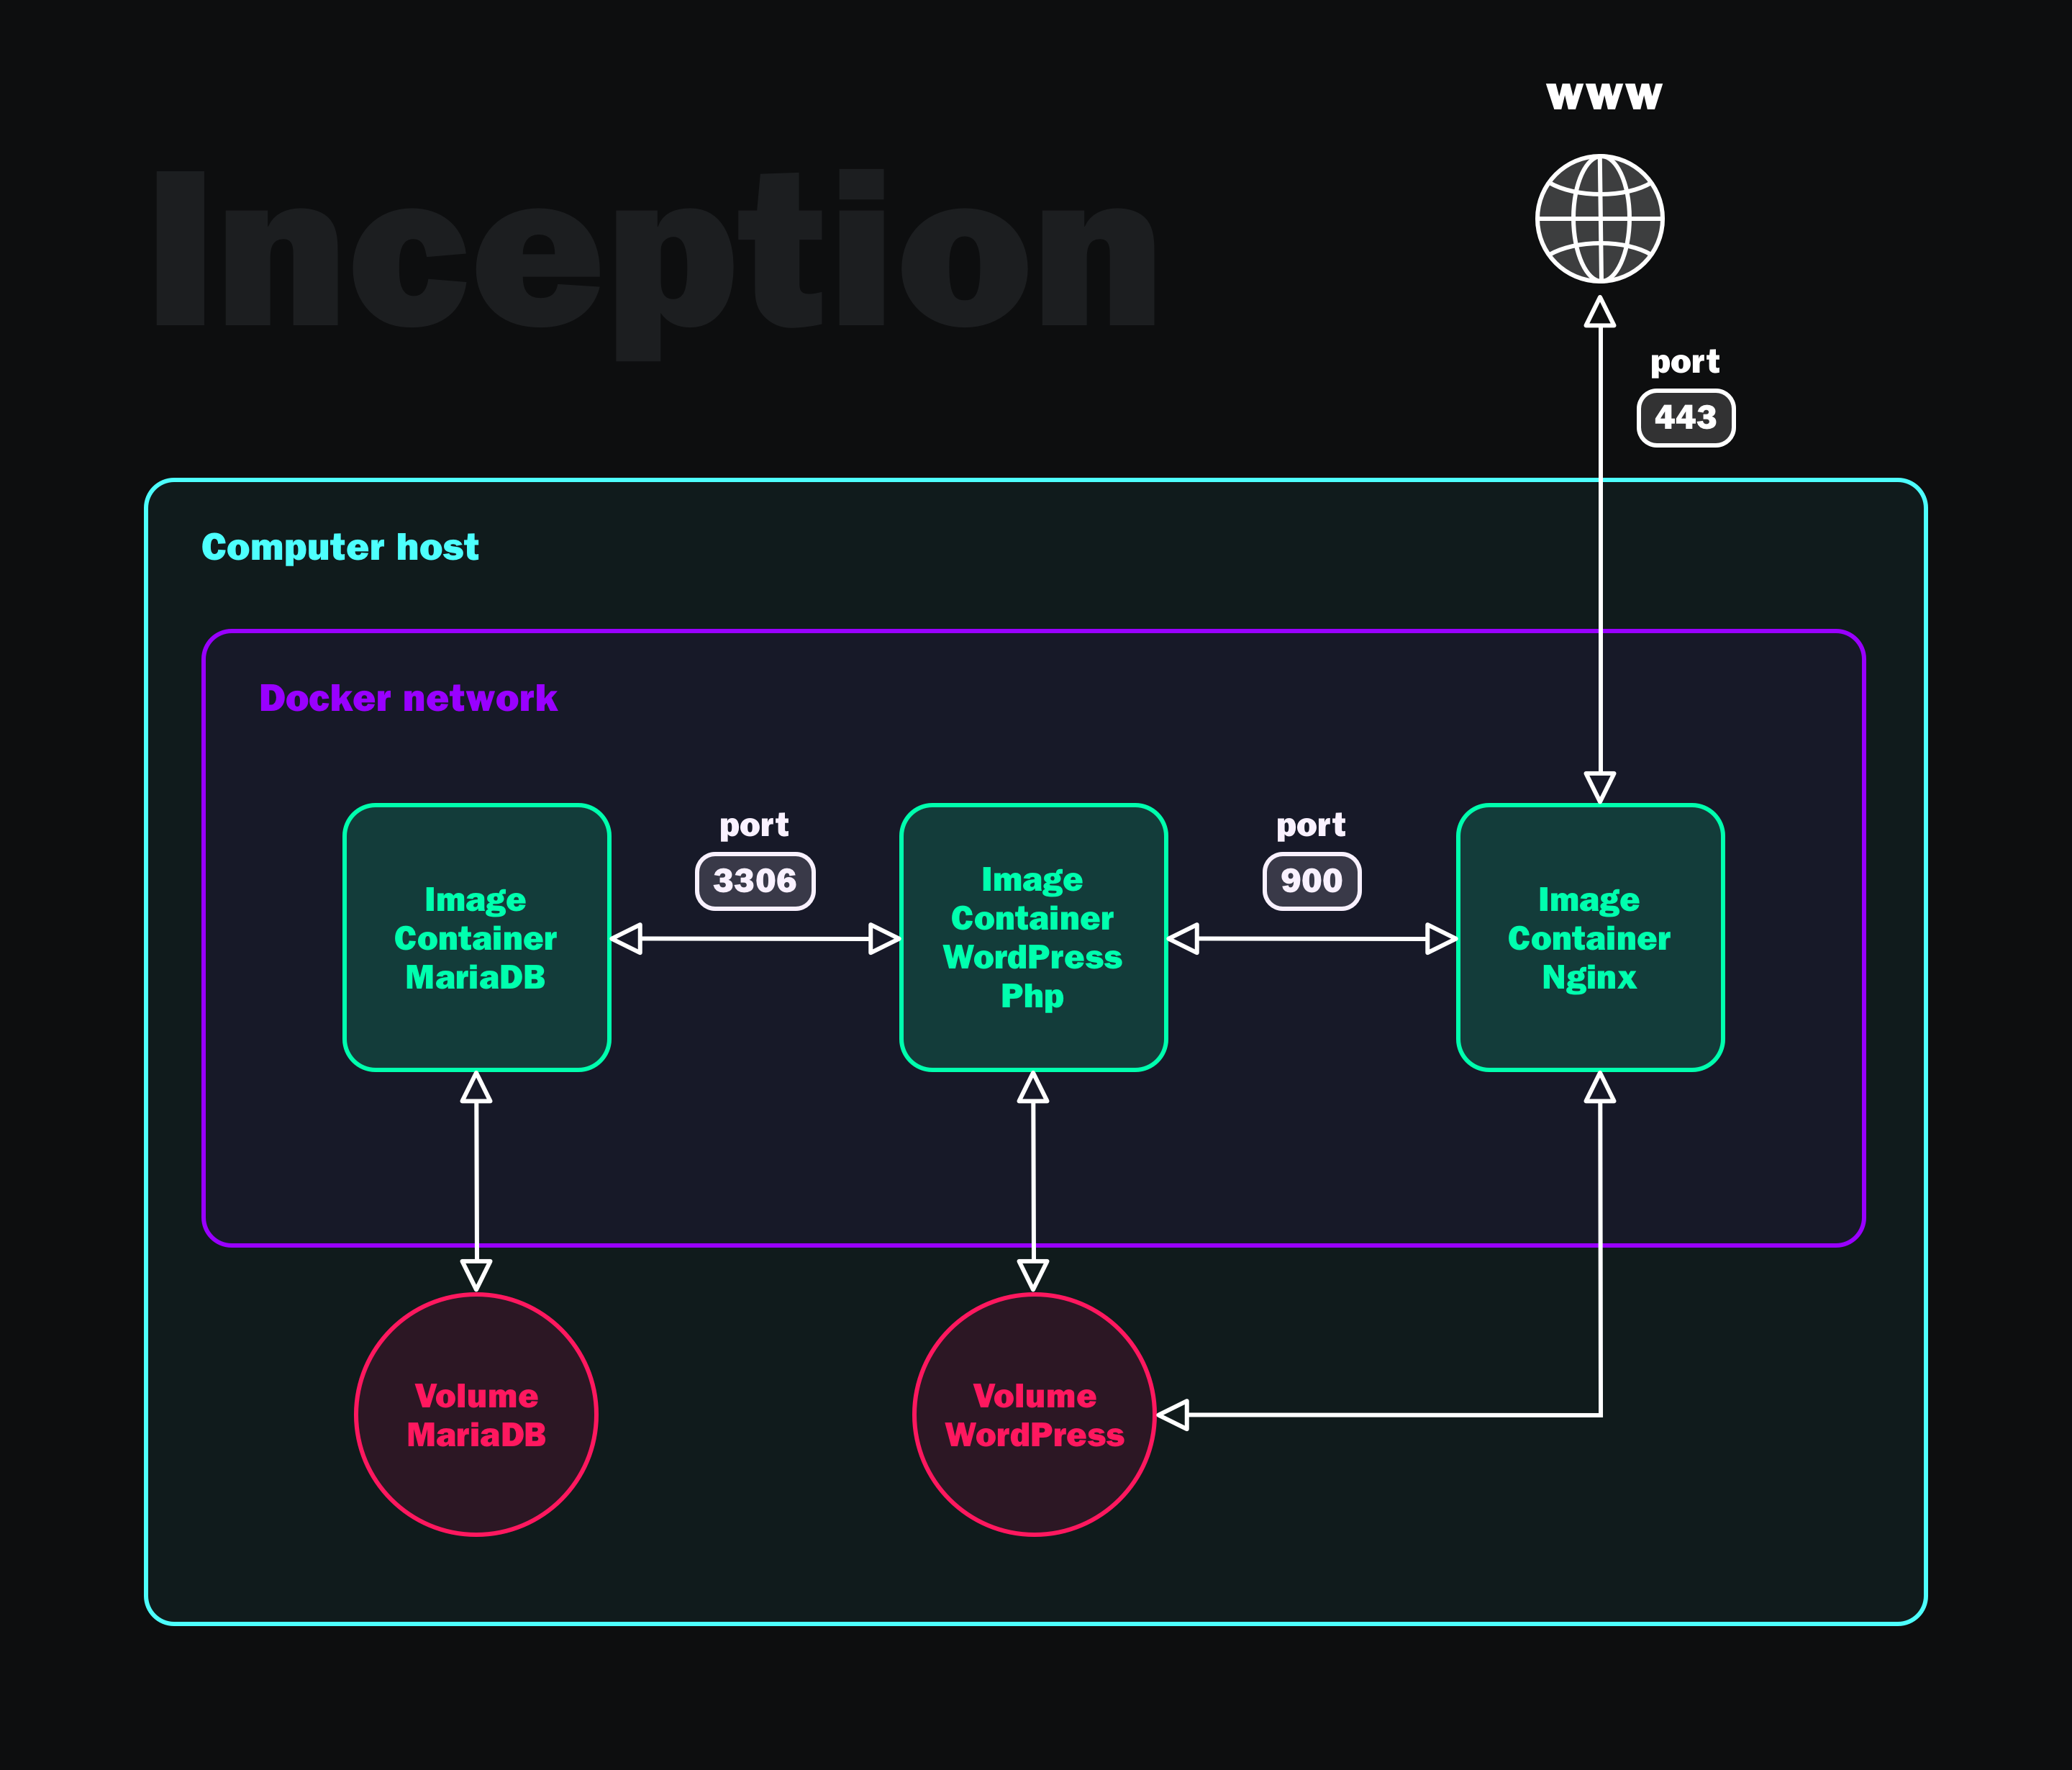 www
Inception
port
443
Computer host
Docker network
port
3306
port
900
Image
Container
MariaDB
Image
Container
WordPress
Php
Image
Container
Nginx
Volume
MariaDB
Volume
WordPress